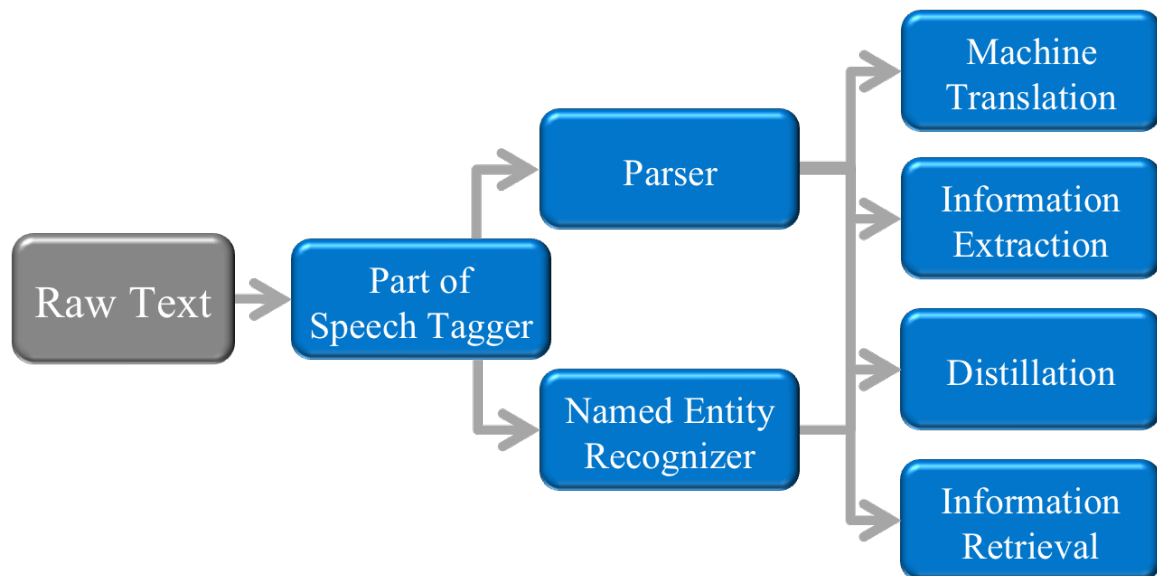 Raw Text
Part of
Speech Tagger
Parser
Named Entity
Recognizer
Machine
Translation
Information
Extraction
Distillation
Information
Retrieval